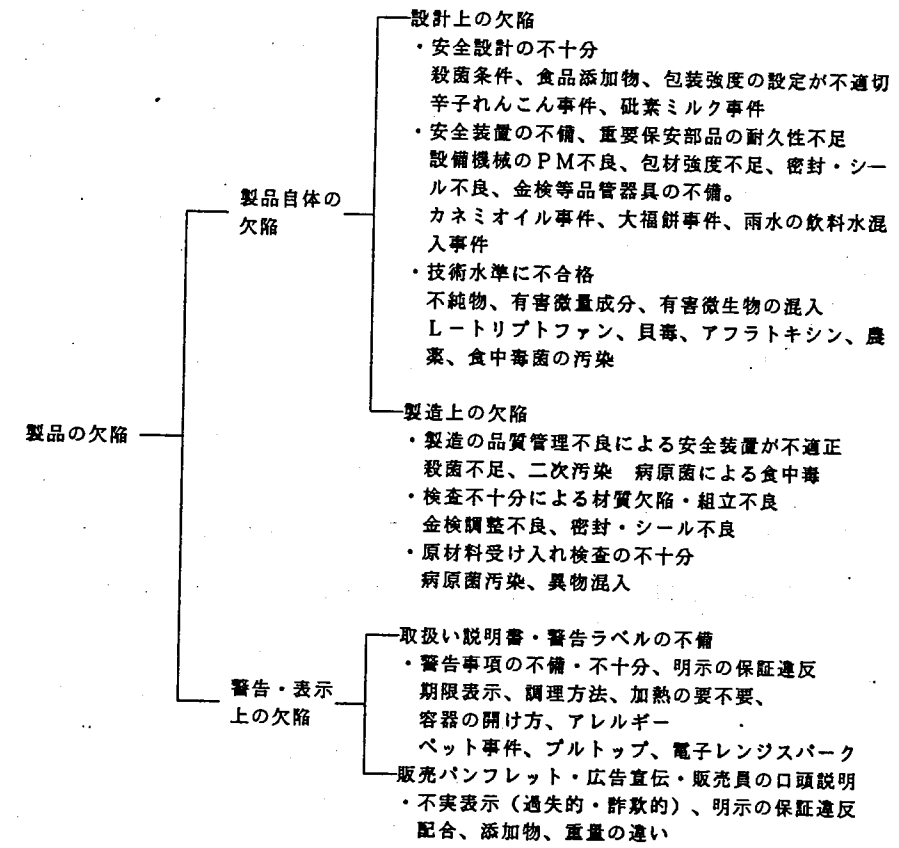 設計上の欠陥
・安全設計の不十分
殺菌条件、食品添加物、包装強度の設定が不適切
辛子れんこん事件、砒素ミルク事件
・安全装置の不備、重要保安部品の耐久性不足
設備機械のPM不良、包材強度不足、密封・シー
ル不良、金検等品管器具の不備。
カネミオイル事件、大福餅事件、雨水の飲料水混
入事件
・技術水準に不合格
不純物、有害微量成分、有害微生物の混入
L-トリプトファン、貝毒、アフラトキシン、農
薬、食中毒菌の汚染
製品自体の
欠陥
製造上の欠陥
・製造の品質管理不良による安全装置が不適正
殺菌不足、二次汚染 病原菌による食中毒
・検査不十分による材質欠陥・組立不良
金検調整不良、密封・シール不良
・原材料受け入れ検査の不十分
病原菌汚染、異物混入
製品の欠陥
取扱い説明書・警告ラベルの不備
・警告事項の不備・不十分、明示の保証違反
期限表示、調理方法、加熱の要不要、
容器の開け方、アレルギー
ペット事件、プルトップ、電子レンジスパーク
警告・表示
上の欠陥
販売パンフレット・広告宣伝・販売員の口頭説明
・不実表示(過失的・詐欺的)、明示の保証違反
配合、添加物、重量の違い